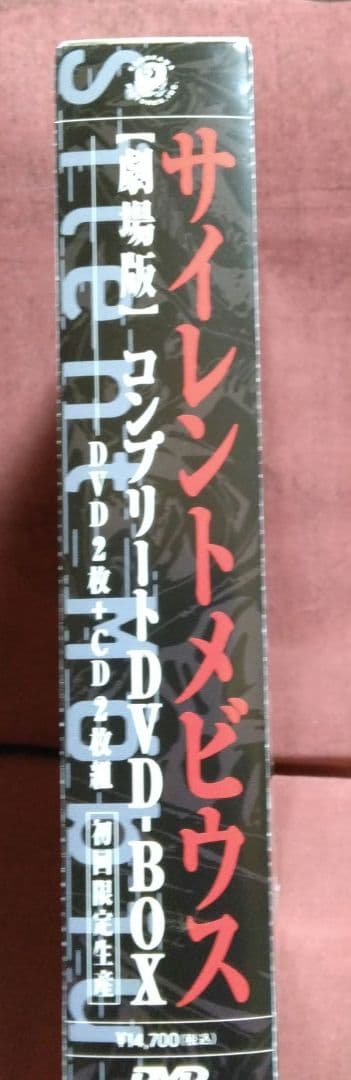 サイレントメビウス
【劇場版】コンプリートDVD-BOX
DVD2枚+CD2枚組 初回限定生産
Silent Möbiu
¥14,700(税込)
DVD